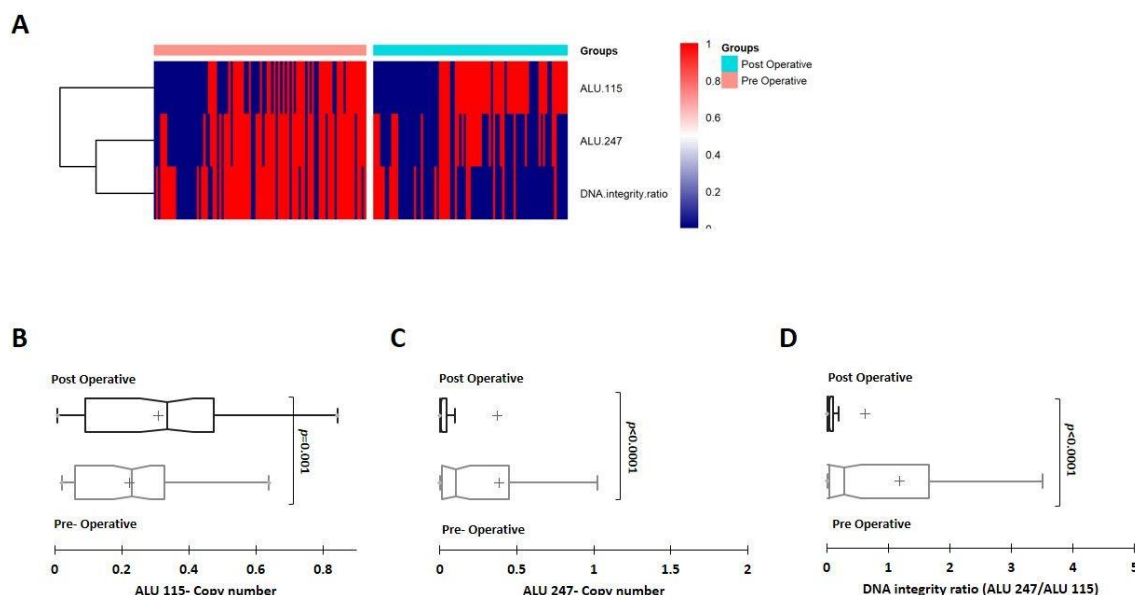 A
Groups
ALU.115
ALU.247
DNA.integrity.ratio
1
0.8
0.6
0.4
0.2
0
Groups
Post Operative
Pre Operative
B
Post Operative
p=0.001
Pre- Operative
0 0.2 0.4 0.6 0.8
ALU 115- Copy number
C
Post Operative
p<0.0001
Pre- Operative
0 0.5 1 1.5 2
ALU 247- Copy number
D
Post Operative
p<0.0001
Pre Operative
0 1 2 3 4 5
DNA integrity ratio (ALU 247/ALU 115)